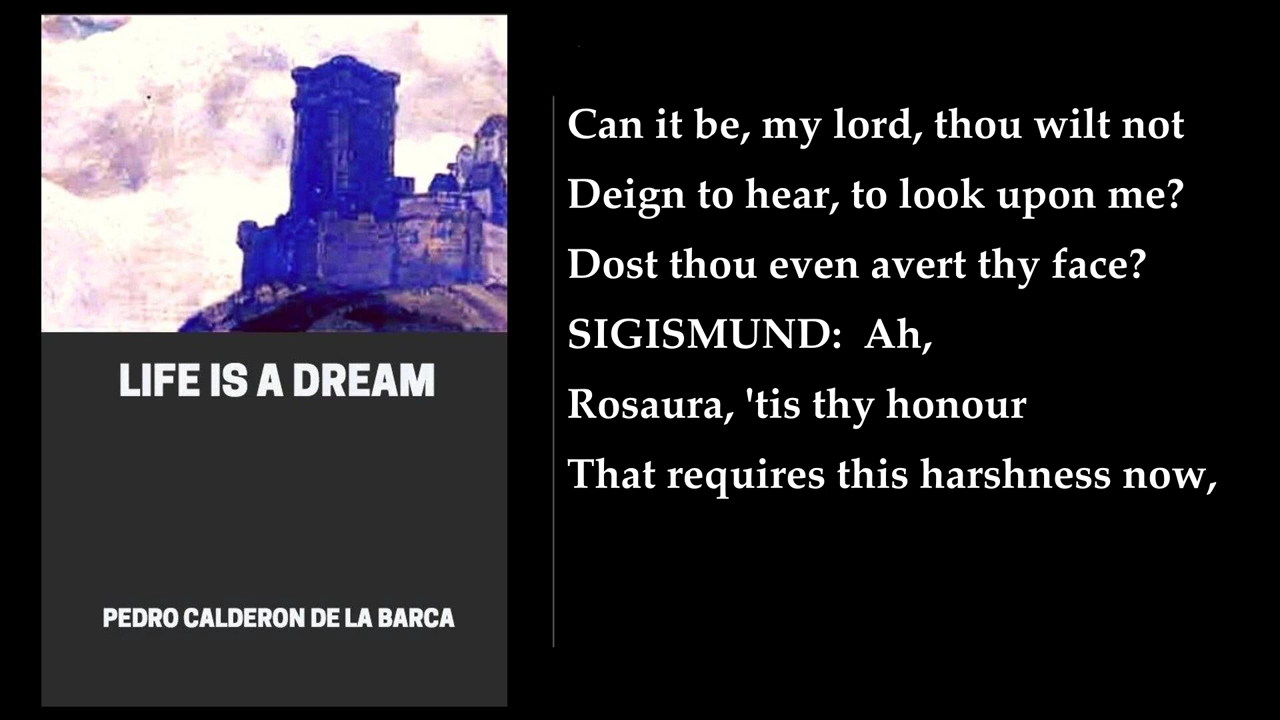 LIFE IS A DREAM
PEDRO CALDERON DE LA BARCA
Can it be, my lord, thou wilt not
Deign to hear, to look upon me?
Dost thou even avert thy face?
SIGISMUND:  Ah,
Rosaura, 'tis thy honour
That requires this harshness now,